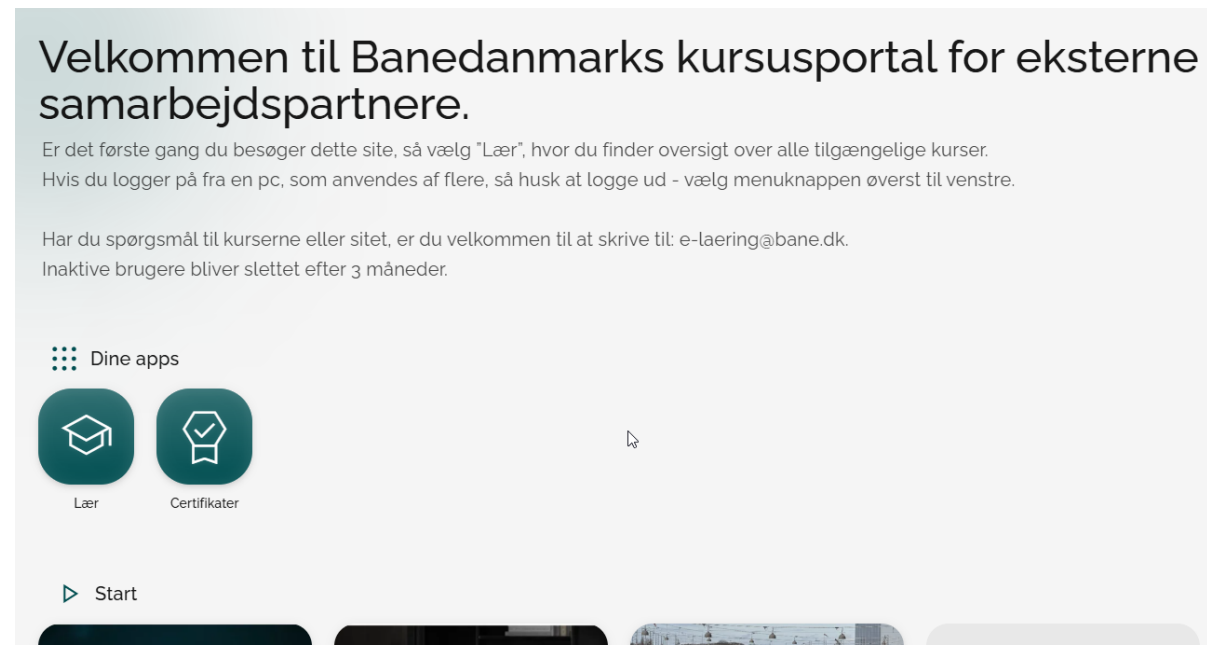 Velkommen til Banedanmarks kursusportal for eksterne
samarbejdspartnere.
Er det første gang du besøger dette site, så vælg "Lær", hvor du finder oversigt over alle tilgængelige kurser.
Hvis du logger på fra en pc, som anvendes af flere, så husk at logge ud - vælg menuknappen øverst til venstre.
Har du spørgsmål til kurserne eller sitet, er du velkommen til at skrive til: e-laering@bane.dk.
Inaktive brugere bliver slettet efter 3 måneder.
Dine apps
Lær
Certifikater
Start